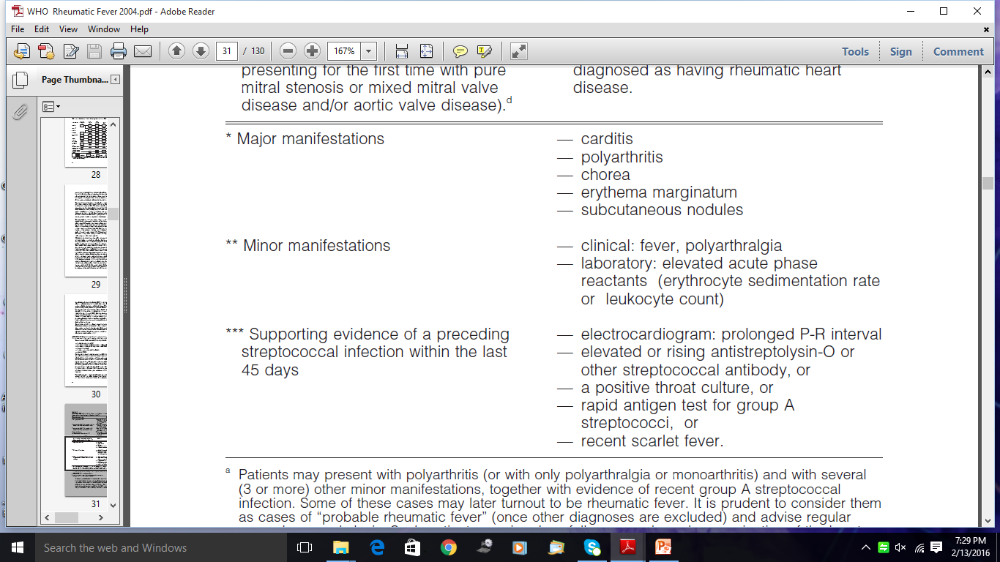 WHO  Rheumatic Fever 2004.pdf - Adobe Reader
File Edit View Window Help
31 / 130 167% Tools Sign Comment
Page Thumbna...
28
29
30
31
presenting for the first time with pure
mitral stenosis or mixed mitral valve
disease and/or aortic valve disease).d
diagnosed as having rheumatic heart
disease.
* Major manifestations
— carditis
— polyarthritis
— chorea
— erythema marginatum
— subcutaneous nodules
** Minor manifestations
— clinical: fever, polyarthralgia
— laboratory: elevated acute phase
reactants (erythrocyte sedimentation rate
or leukocyte count)
*** Supporting evidence of a preceding
streptococcal infection within the last
45 days
— electrocardiogram: prolonged P-R interval
— elevated or rising antistreptolysin-O or
other streptococcal antibody, or
— a positive throat culture, or
— rapid antigen test for group A
streptococci, or
— recent scarlet fever.
a Patients may present with polyarthritis (or with only polyarthralgia or monoarthritis) and with several
(3 or more) other minor manifestations, together with evidence of recent group A streptococcal
infection. Some of these cases may later turnout to be rheumatic fever. It is prudent to consider them
as cases of “probable rheumatic fever” (once other diagnoses are excluded) and advise regular
Search the web and Windows
7:29 PM
2/13/2016